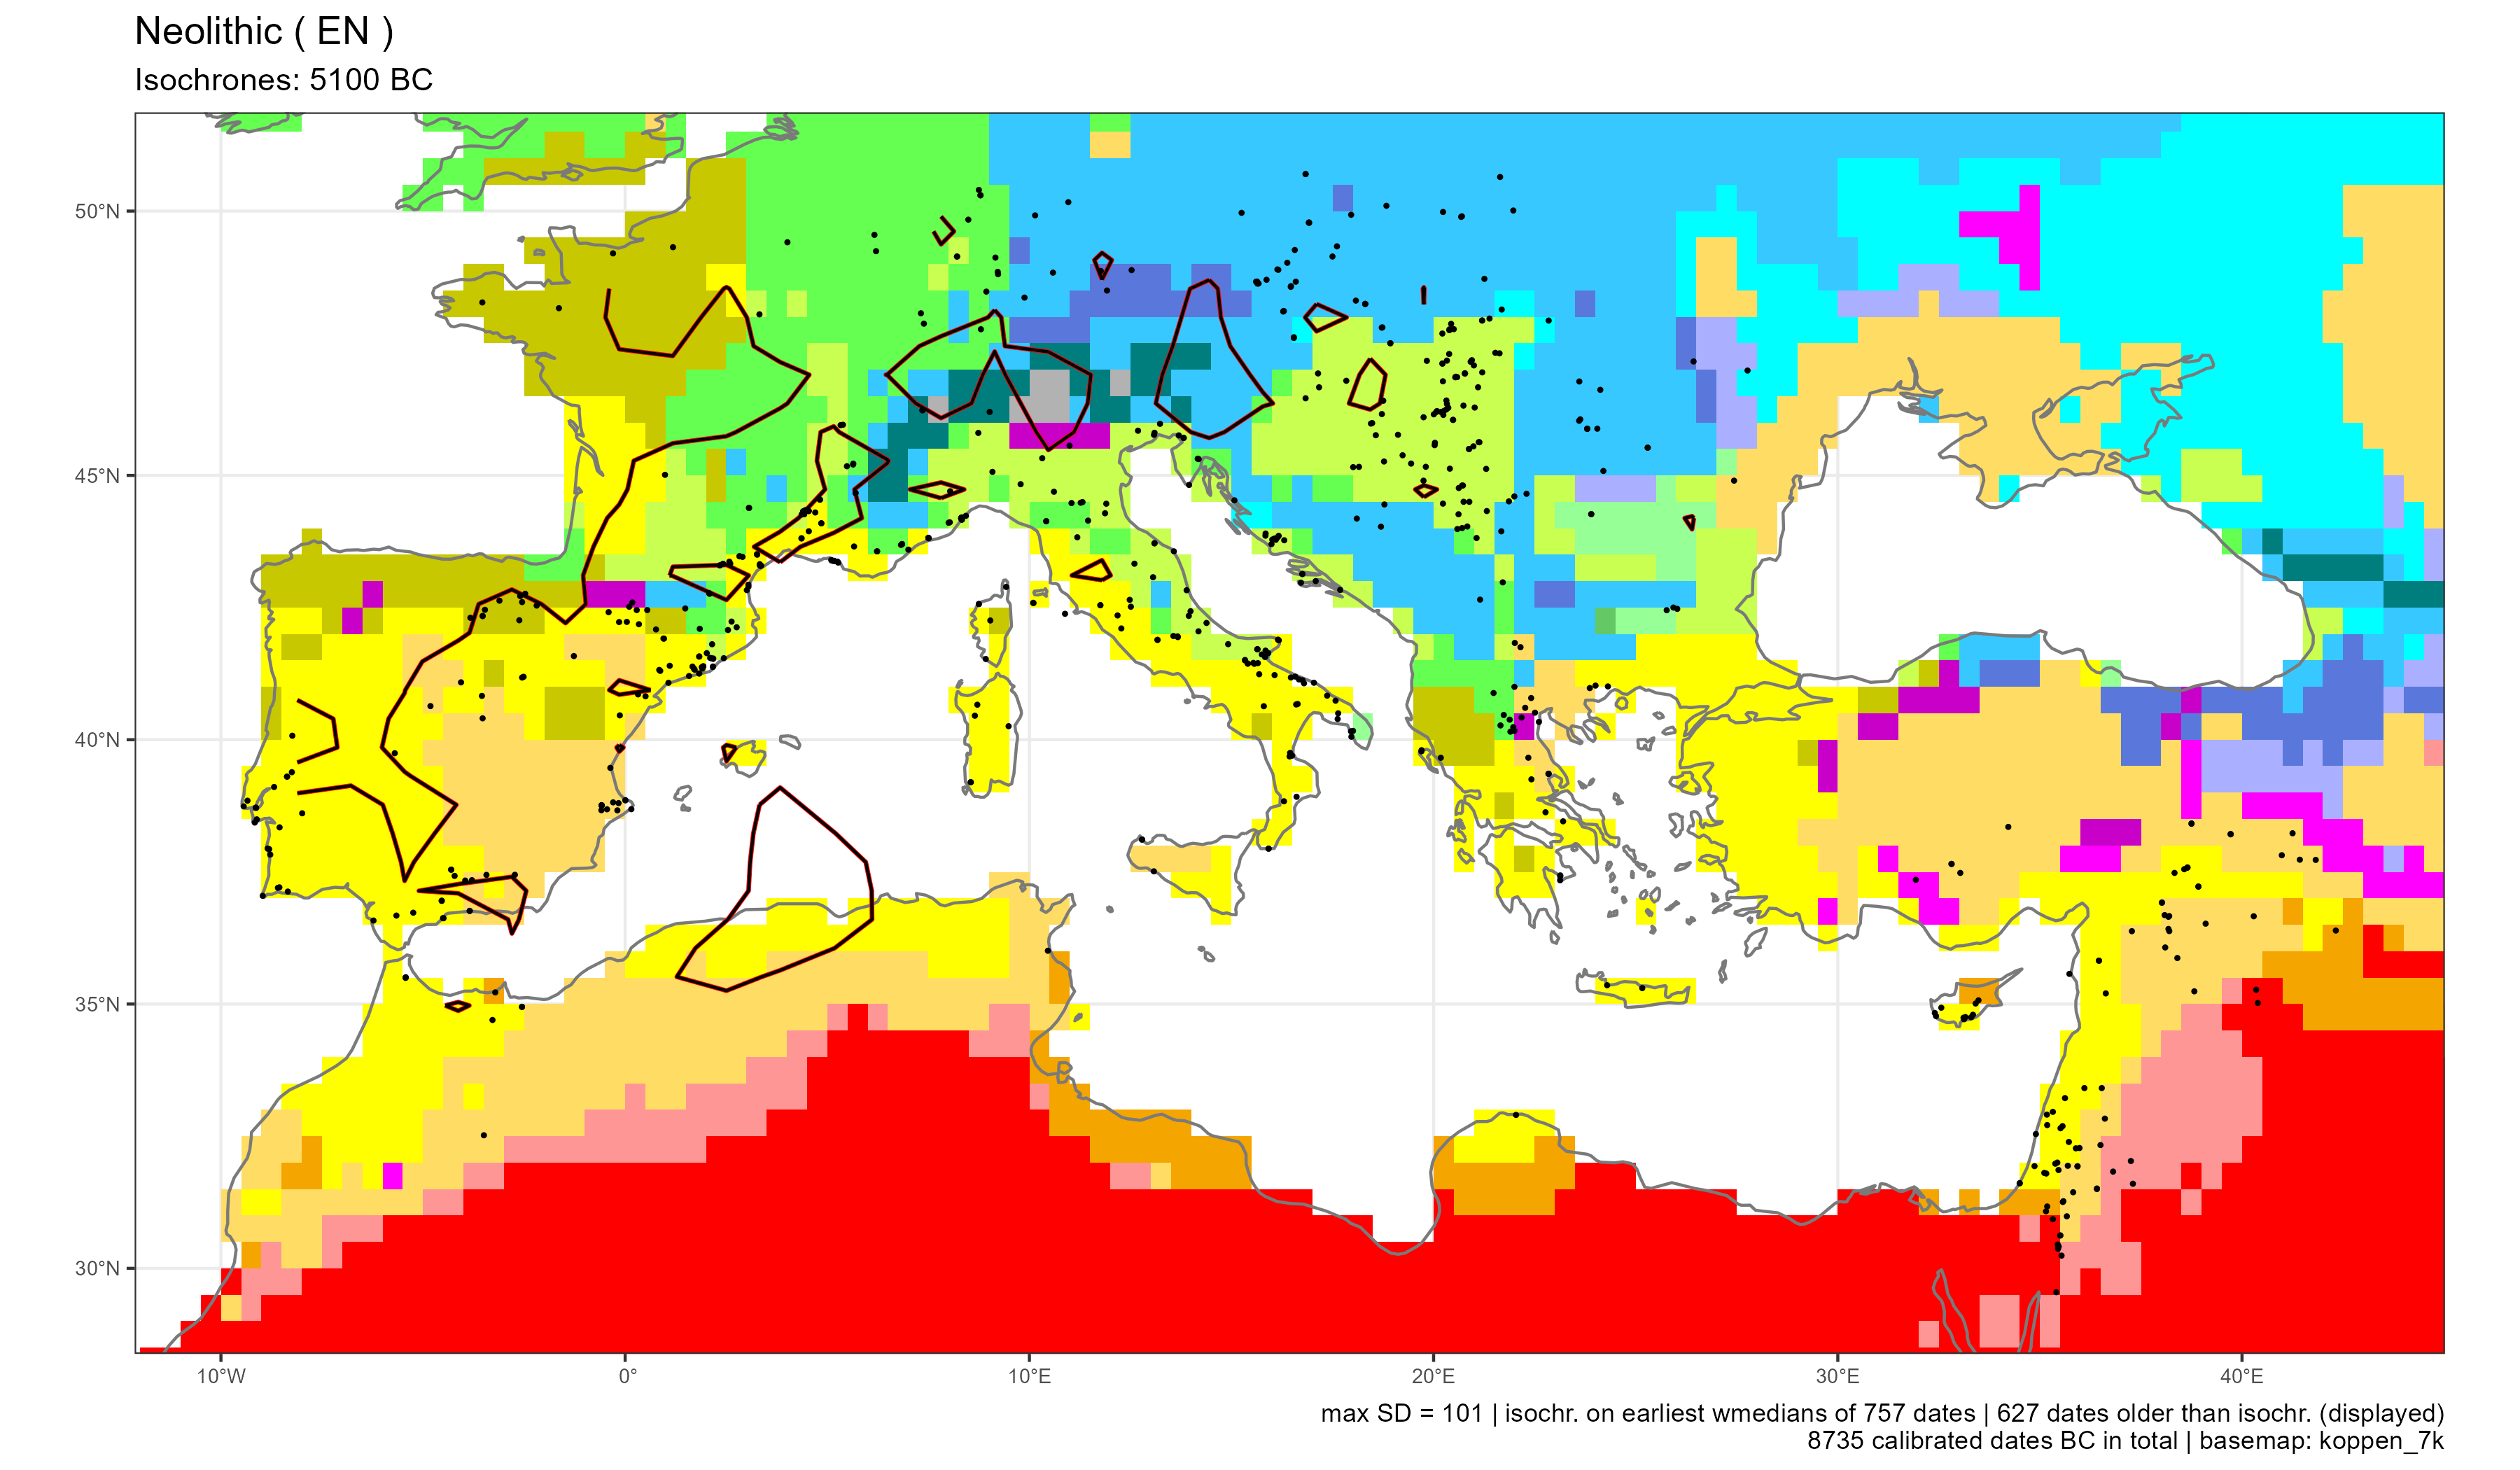 Neolithic ( EN )
Isochrones: 5100 BC
50°N
45°N
40°N
35°N
30°N
10°W
0°
10°E
20°E
30°E
40°E
max SD = 101 | isochr. on earliest wmedians of 757 dates | 627 dates older than isochr. (displayed)
8735 calibrated dates BC in total | basemap: koppen_7k